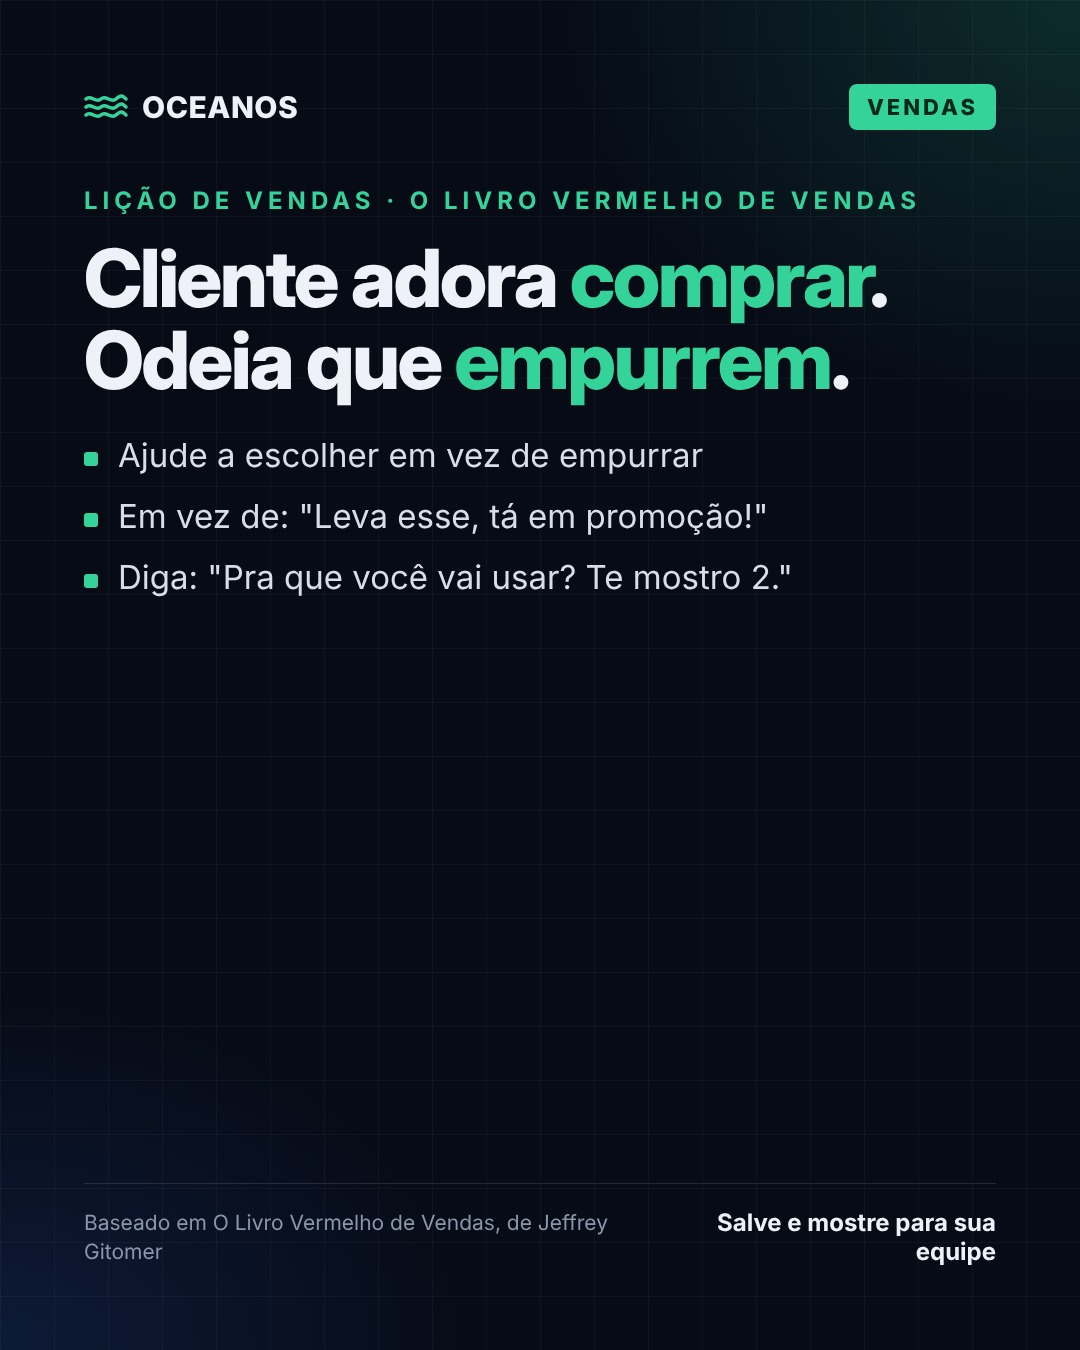 OCEANOS
VENDAS
LIÇÃO DE VENDAS · O LIVRO VERMELHO DE VENDAS
Cliente adora comprar.
Odeia que empurrem.
Ajude a escolher em vez de empurrar
Em vez de: "Leva esse, tá em promoção!"
Diga: "Pra que você vai usar? Te mostro 2."
Baseado em O Livro Vermelho de Vendas, de Jeffrey
Gitomer
Salve e mostre para sua
equipe